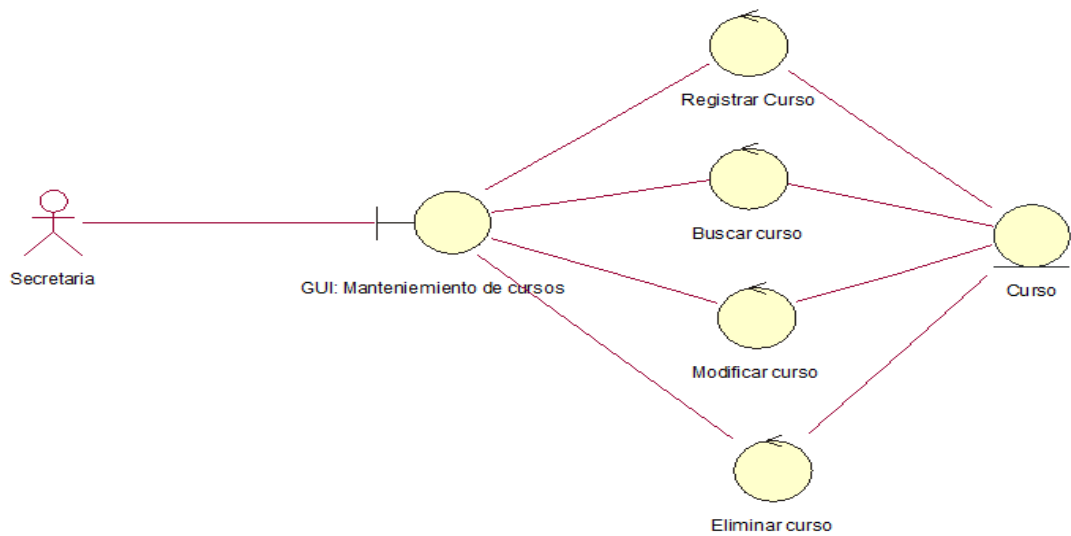 Registrar Curso
Buscar curso
Secretaria
GUI: Manteniemiento de cursos
Curso
Modificar curso
Eliminar curso